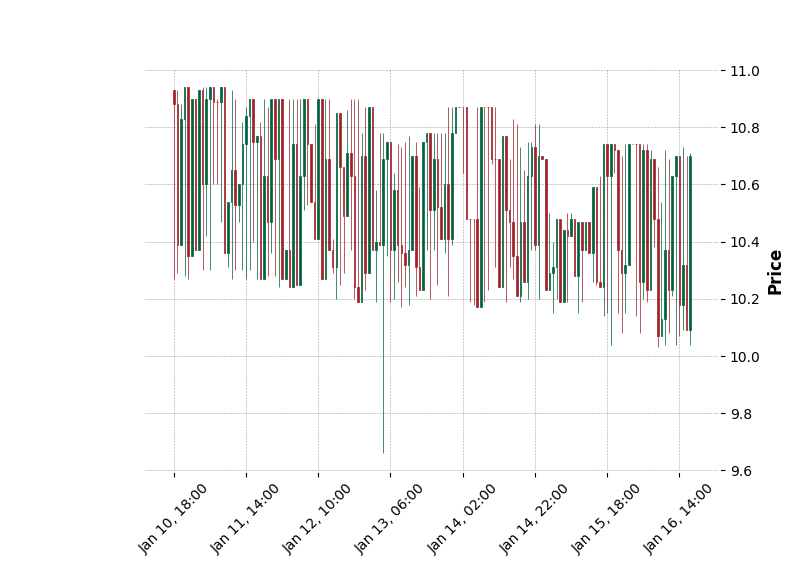 11.0
10.8
10.6
10.4
10.2
10.0
9.8
9.6
Price
Jan 10, 18:00
Jan 11, 14:00
Jan 12, 10:00
Jan 13, 06:00
Jan 14, 02:00
Jan 14, 22:00
Jan 15, 18:00
Jan 16, 14:00